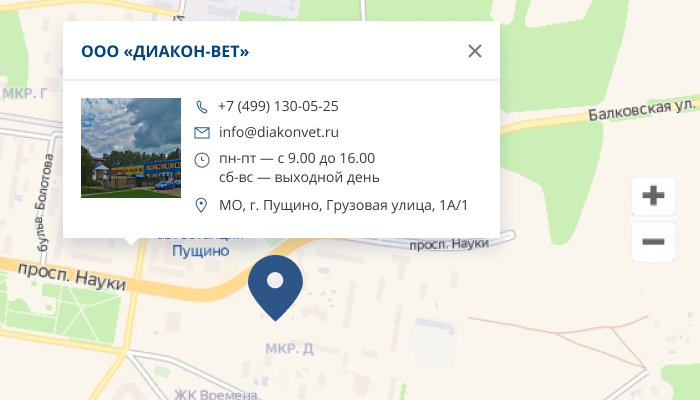 ООО «ДИАКОН-ВЕТ»
+7 (499) 130-05-25
info@diakonvet.ru
пн-пт — с 9.00 до 16.00
сб-вс — выходной день
МО, г. Пущино, Грузовая улица, 1А/1
МКР. Г
Балковская ул.
бульв. Болотова
просп. Науки
Пущино
просп. Науки
МКР. Д
ЖК Времена